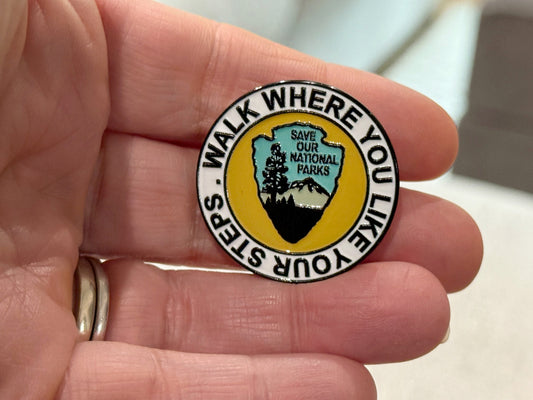 WALK WHERE YOU LIKE YOUR STEPS .
SAVE
OUR
NATIONAL
PARKS